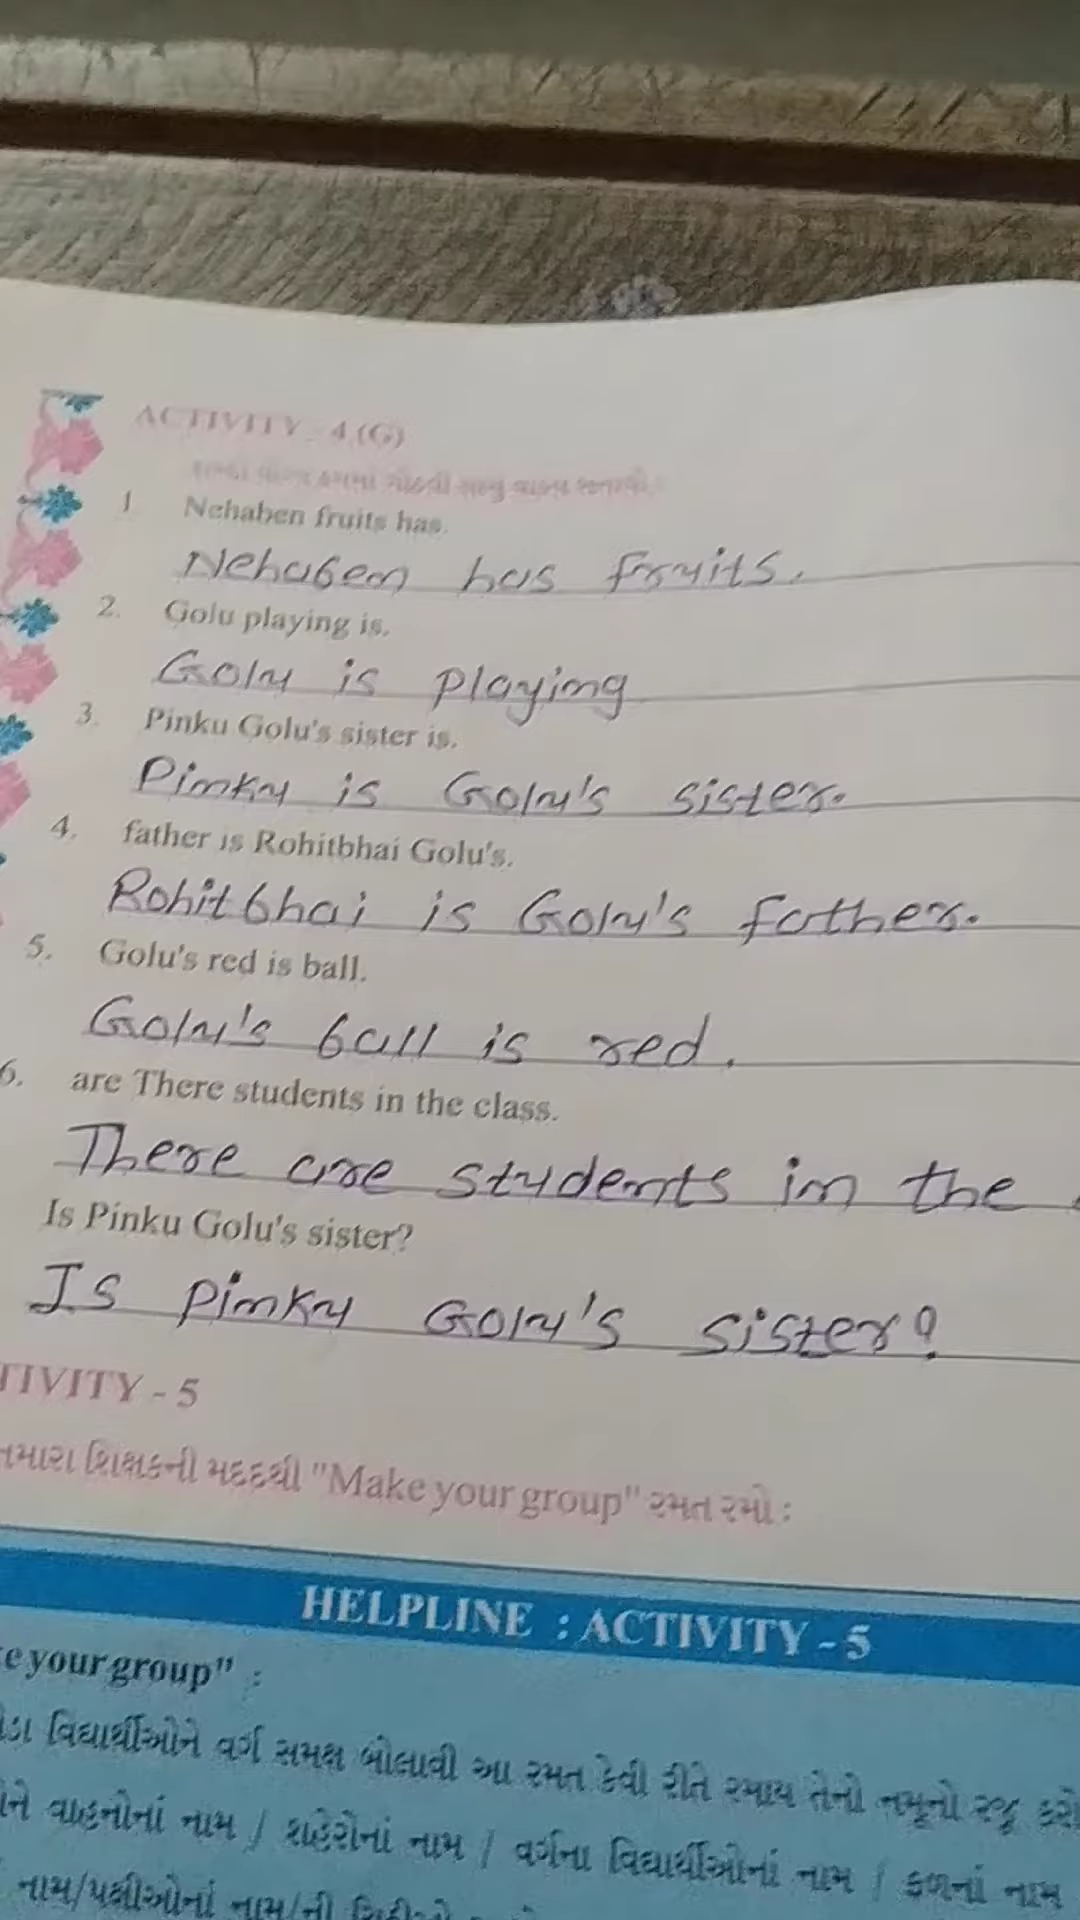 ACTIVITY - 4 (G)
શબ્દો યોગ્ય ક્રમમાં ગોઠવી સાચું વાક્ય બનાવો :
1. Nehaben fruits has.
Nehaben has fruits.
2. Golu playing is.
Golu is playing
3. Pinku Golu's sister is.
Pinku is Golu's sister.
4. father is Rohitbhai Golu's.
Rohitbhai is Golu's father.
5. Golu's red is ball.
Golu's ball is red.
6. are There students in the class.
There are students in the
Is Pinku Golu's sister?
Is Pinku Golu's sister?
TIVITY - 5
તમારા શિક્ષકની મદદથી "Make your group" રમત રમો :
HELPLINE : ACTIVITY - 5
e your group" :
વિદ્યાર્થીઓને વર્ગ સમક્ષ બોલાવી આ રમત કેવી રીતે રમાય તેનો નમૂનો રજૂ કરો
વાહનોનાં નામ / શહેરોનાં નામ / વર્ગના વિદ્યાર્થીઓનાં નામ / ફળનાં નામ
નામ/પક્ષીઓનાં નામ/ની